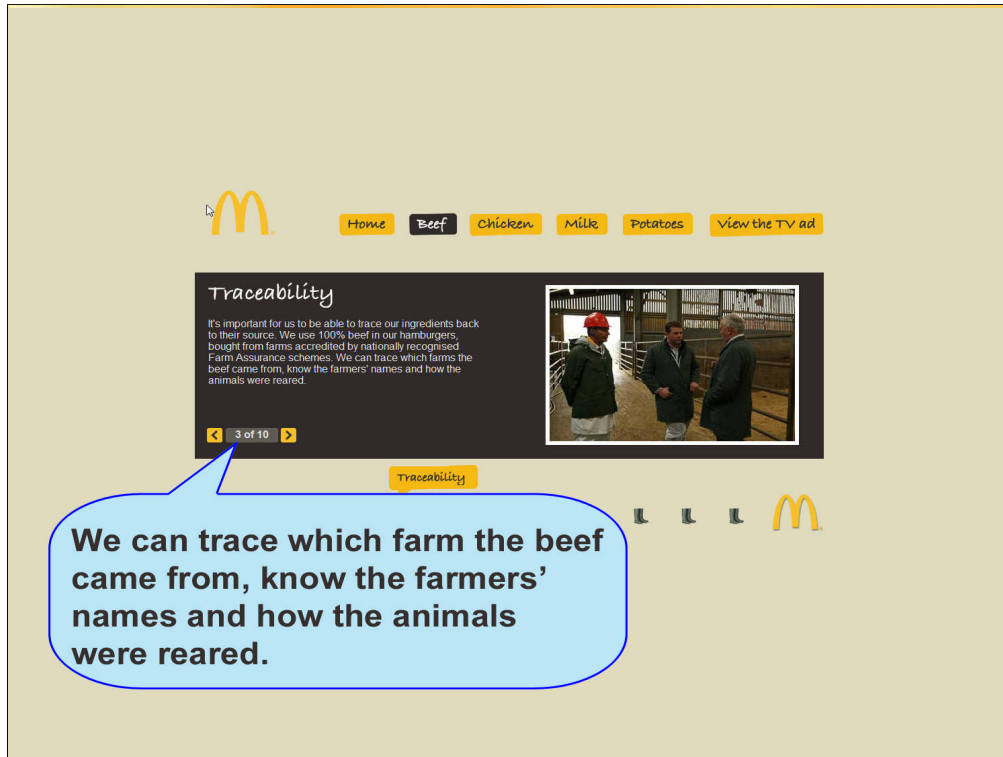 Home Beef Chicken Milk Potatoes View the TV ad
Traceability
It's important for us to be able to trace our ingredients back
to their source. We use 100% beef in our hamburgers,
bought from farms accredited by nationally recognised
Farm Assurance schemes. We can trace which farms the
beef came from, know the farmers' names and how the
animals were reared.
3 of 10
Traceability
We can trace which farm the beef
came from, know the farmers’
names and how the animals
were reared.